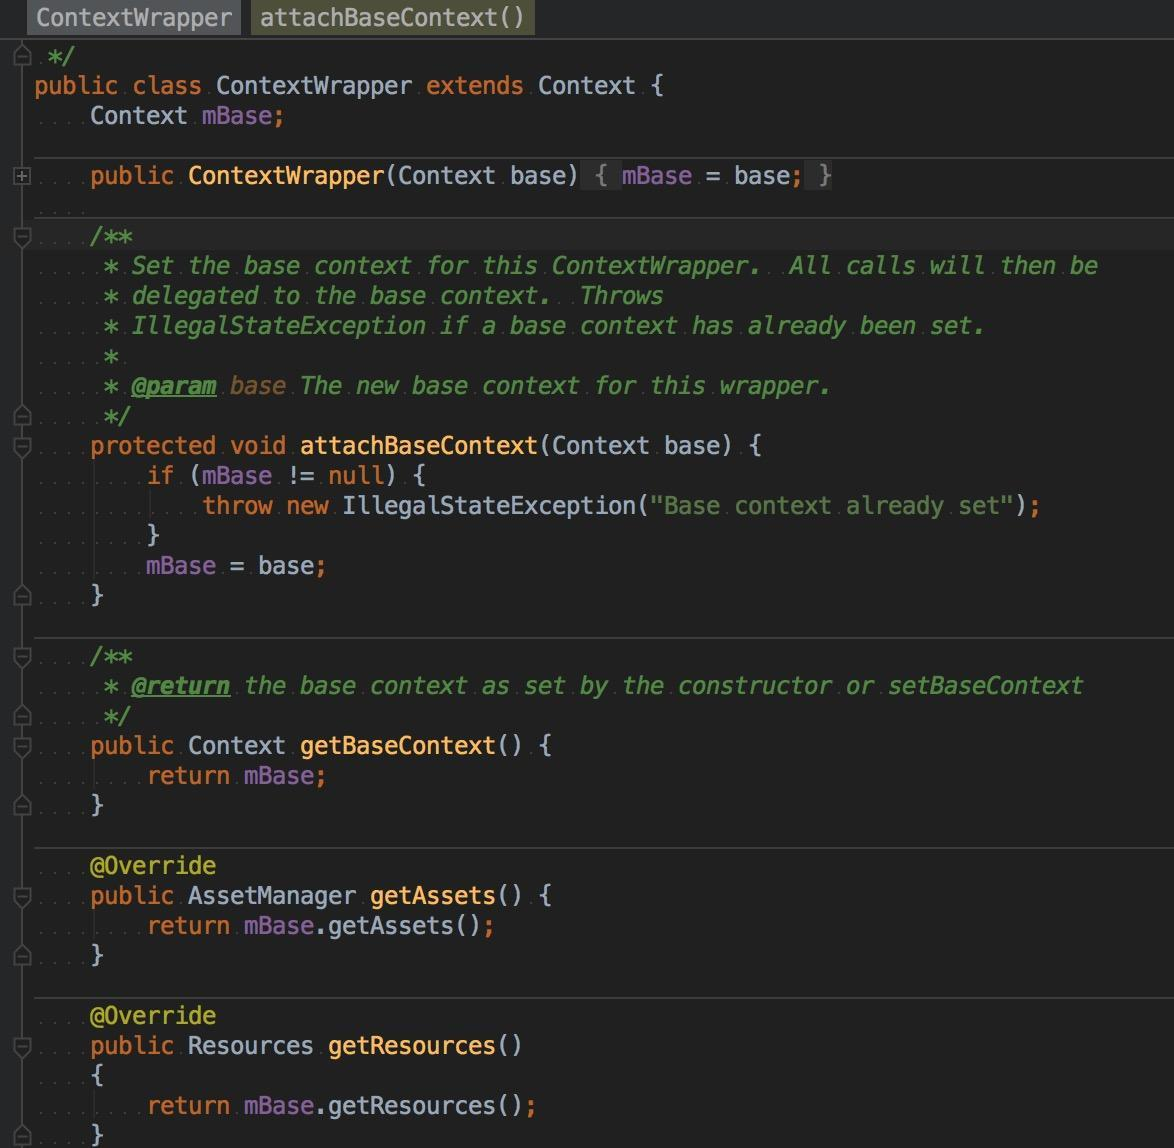 ContextWrapper attachBaseContext()
*/
public class ContextWrapper extends Context {
    Context mBase;

    public ContextWrapper(Context base) { mBase = base; }

    /**
     * Set the base context for this ContextWrapper.  All calls will then be
     * delegated to the base context.  Throws
     * IllegalStateException if a base context has already been set.
     *
     * @param base The new base context for this wrapper.
     */
    protected void attachBaseContext(Context base) {
        if (mBase != null) {
            throw new IllegalStateException("Base context already set");
        }
        mBase = base;
    }

    /**
     * @return the base context as set by the constructor or setBaseContext
     */
    public Context getBaseContext() {
        return mBase;
    }

    @Override
    public AssetManager getAssets() {
        return mBase.getAssets();
    }

    @Override
    public Resources getResources()
    {
        return mBase.getResources();
    }